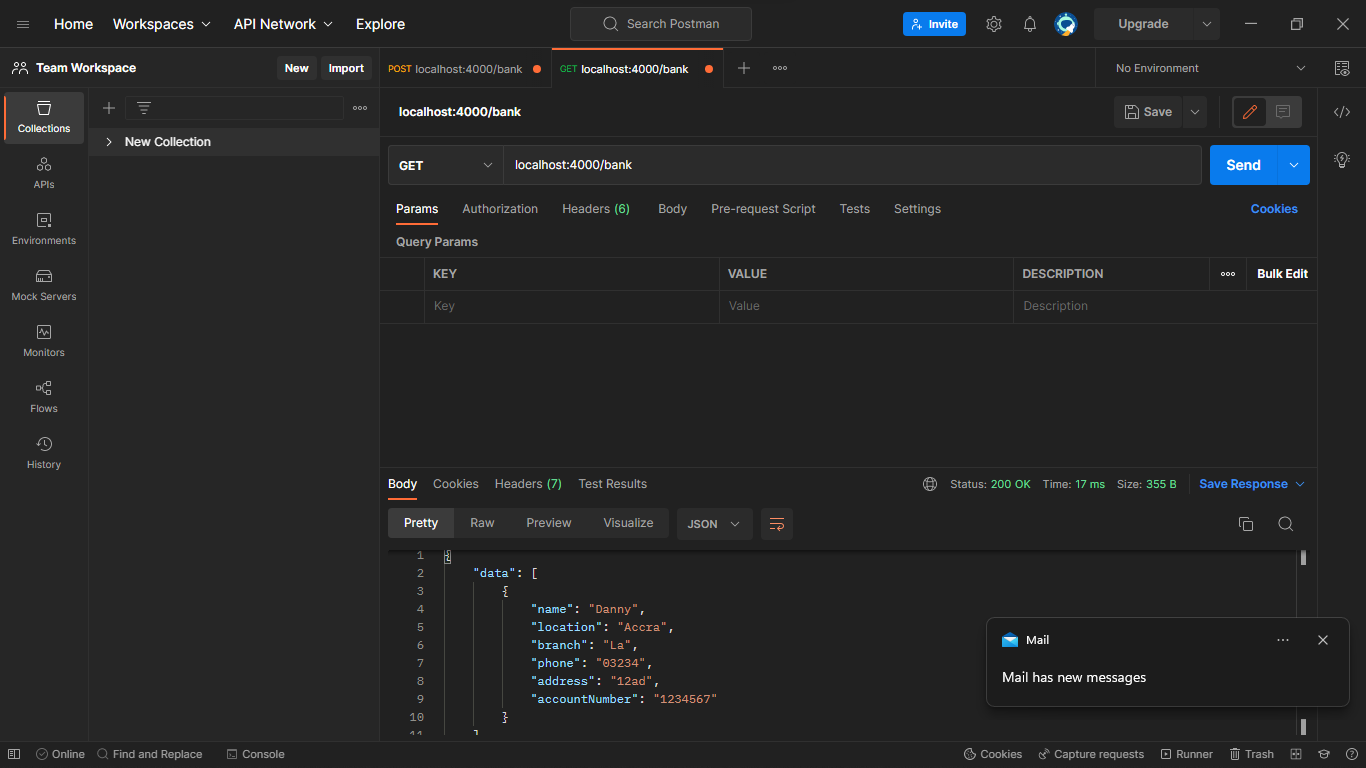 Home Workspaces API Network Explore Search Postman Invite Upgrade
Team Workspace New Import POST localhost:4000/bank GET localhost:4000/bank No Environment
Collections
APIs
Environments
Mock Servers
Monitors
Flows
History
New Collection
localhost:4000/bank Save
GET localhost:4000/bank Send
Params Authorization Headers (6) Body Pre-request Script Tests Settings Cookies
Query Params
KEY VALUE DESCRIPTION Bulk Edit
Key Value Description
Body Cookies Headers (7) Test Results Status: 200 OK Time: 17 ms Size: 355 B Save Response
Pretty Raw Preview Visualize JSON
1 {
2 "data": [
3 {
4 "name": "Danny",
5 "location": "Accra",
6 "branch": "La",
7 "phone": "03234",
8 "address": "12ad",
9 "accountNumber": "1234567"
10 }
11 ]
Mail
Mail has new messages
Online Find and Replace Console Cookies Capture requests Runner Trash